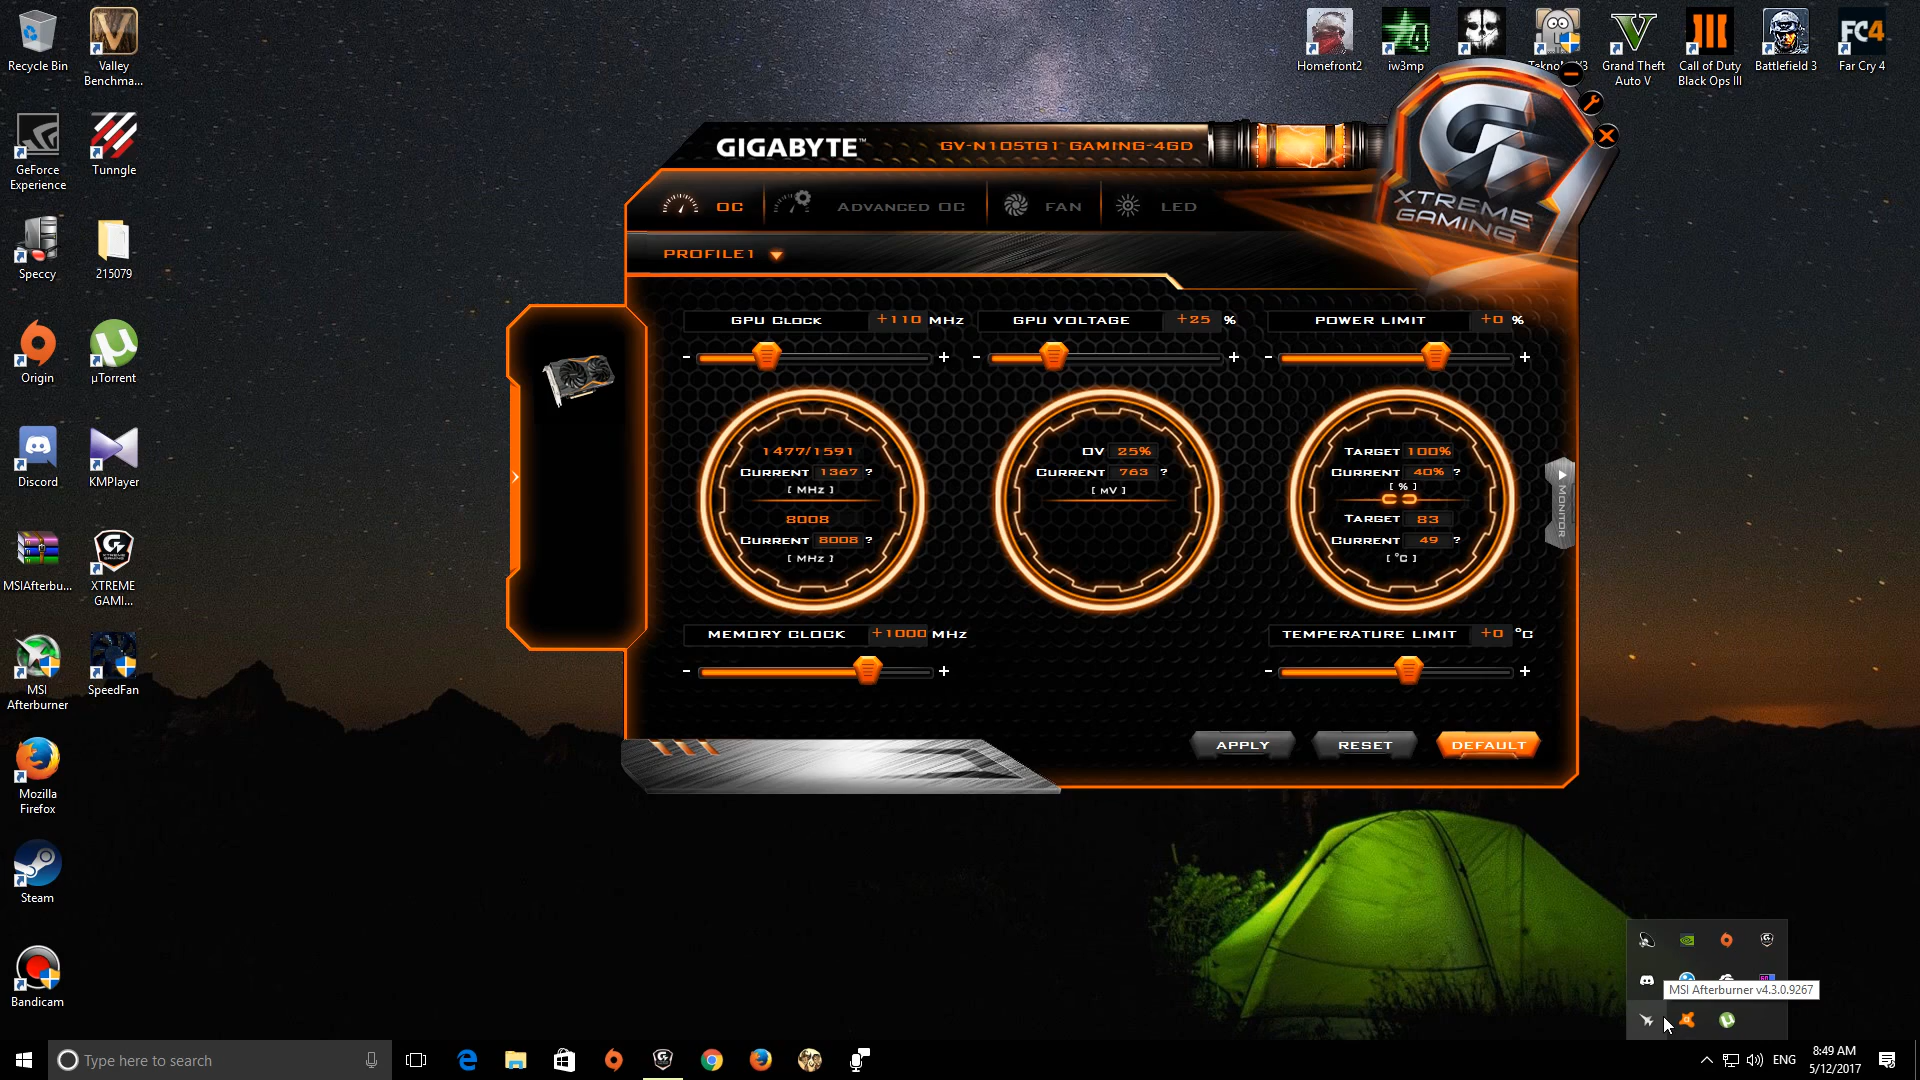 Recycle Bin
Valley
Benchma...
GeForce
Experience
Tunngle
Speccy
215079
Origin
µTorrent
Discord
KMPlayer
MSIAfterbu...
XTREME
GAMI...
MSI
Afterburner
SpeedFan
Mozilla
Firefox
Steam
Bandicam
Homefront2
iw3mp
Grand Theft
Auto V
Call of Duty
Black Ops III
Battlefield 3
FC4
Far Cry 4
GIGABYTE™
GV-N105TG1 GAMING-4GD
XTREME
GAMING
OC
ADVANCED OC
FAN
LED
PROFILE1
GPU CLOCK +110 MHz
GPU VOLTAGE +25 %
POWER LIMIT +0 %
- +
- +
- +
1477/1591
CURRENT 1367 ?
[ MHz ]
8008
CURRENT 8008 ?
[ MHz ]
OV 25%
CURRENT 763 ?
[ MV ]
TARGET 100%
CURRENT 40% ?
[ % ]
TARGET 83
CURRENT 49 ?
[ °C ]
MONITOR
MEMORY CLOCK +1000 MHz
TEMPERATURE LIMIT +0 °C
- +
- +
APPLY
RESET
DEFAULT
MSI Afterburner v4.3.0.9267
Type here to search
ENG
8:49 AM
5/12/2017